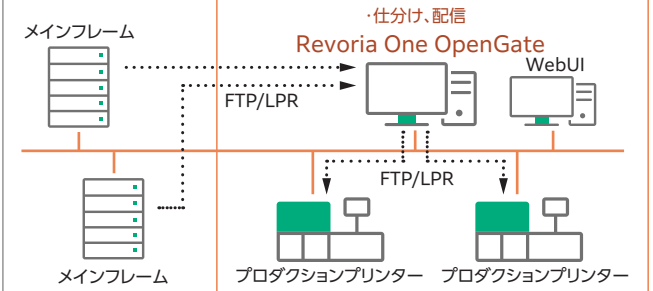 ・仕分け、配信
メインフレーム
Revoria One OpenGate
WebUI
FTP/LPR
FTP/LPR
メインフレーム
プロダクションプリンター
プロダクションプリンター